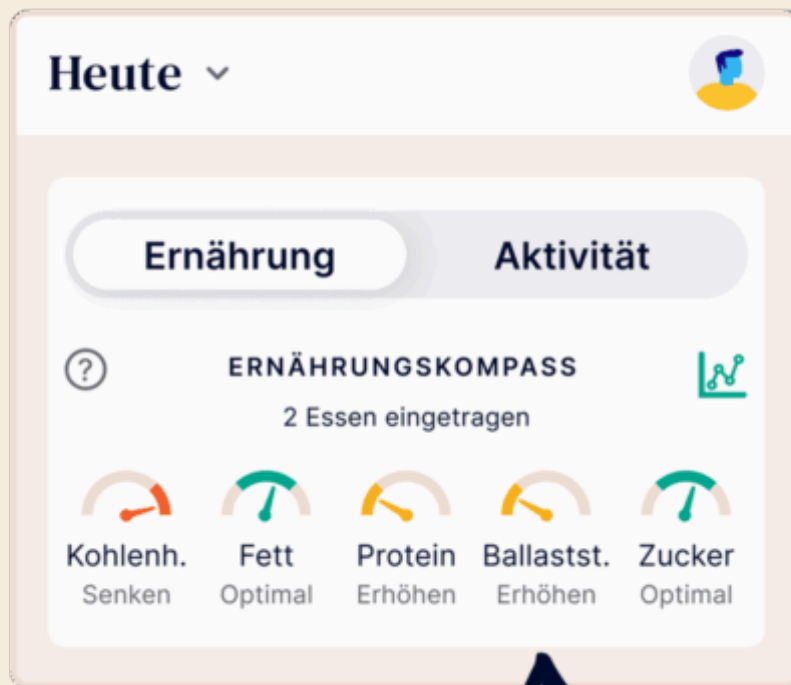 Heute
Ernährung Aktivität
?
ERNÄHRUNGSKOMPASS
2 Essen eingetragen
Kohlenh. Fett Protein Ballastst. Zucker
Senken Optimal Erhöhen Erhöhen Optimal